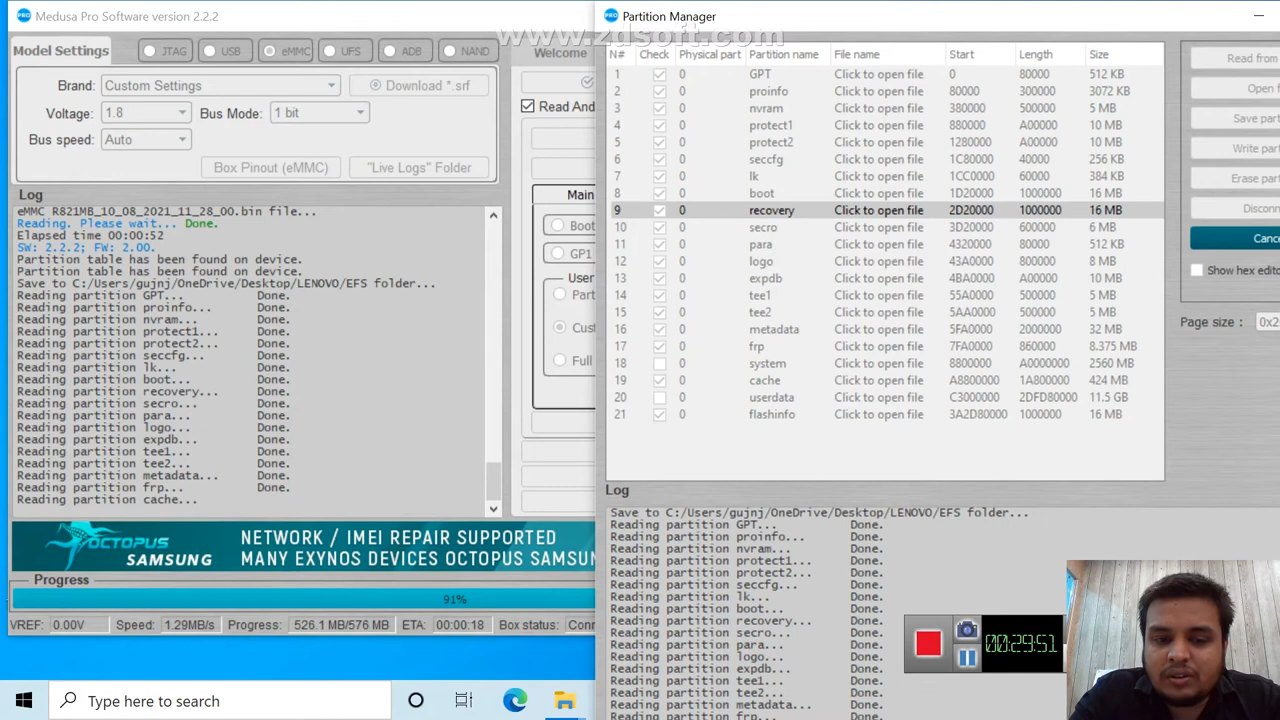 Medusa Pro Software version 2.2.2
Model Settings JTAG USB eMMC UFS ADB NAND
Brand: Custom Settings Download *.srf
Voltage: 1.8 Bus Mode: 1 bit
Bus speed: Auto
Box Pinout (eMMC) "Live Logs" Folder
Log
eMMC R821MB_10_08_2021_11_28_00.bin file...
Reading. Please wait... Done.
Elapsed time 00:00:52
SW: 2.2.2; FW: 2.00.
Partition table has been found on device.
Partition table has been found on device.
Save to C:/Users/gujnj/OneDrive/Desktop/LENOVO/EFS folder...
Reading partition GPT... Done.
Reading partition proinfo... Done.
Reading partition nvram... Done.
Reading partition protect1... Done.
Reading partition protect2... Done.
Reading partition seccfg... Done.
Reading partition lk... Done.
Reading partition boot... Done.
Reading partition recovery... Done.
Reading partition secro... Done.
Reading partition para... Done.
Reading partition logo... Done.
Reading partition expdb... Done.
Reading partition tee1... Done.
Reading partition tee2... Done.
Reading partition metadata... Done.
Reading partition frp... Done.
Reading partition cache...
OCTOPUS
SAMSUNG
NETWORK / IMEI REPAIR SUPPORTED
MANY EXYNOS DEVICES OCTOPUS SAMSU
Progress
91%
VREF: 0.00V Speed: 1.29MB/s Progress: 526.1 MB/576 MB ETA: 00:00:18 Box status: Conn
Welcome
Read And
Main
Boot
GP1
User
Part
Cust
Full
PRO Partition Manager
www.zdsoft.com
N# Check Physical part Partition name File name Start Length Size
1 0 GPT Click to open file 0 80000 512 KB
2 0 proinfo Click to open file 80000 300000 3072 KB
3 0 nvram Click to open file 380000 500000 5 MB
4 0 protect1 Click to open file 880000 A00000 10 MB
5 0 protect2 Click to open file 1280000 A00000 10 MB
6 0 seccfg Click to open file 1C80000 40000 256 KB
7 0 lk Click to open file 1CC0000 60000 384 KB
8 0 boot Click to open file 1D20000 1000000 16 MB
9 0 recovery Click to open file 2D20000 1000000 16 MB
10 0 secro Click to open file 3D20000 600000 6 MB
11 0 para Click to open file 4320000 80000 512 KB
12 0 logo Click to open file 43A0000 800000 8 MB
13 0 expdb Click to open file 4BA0000 A00000 10 MB
14 0 tee1 Click to open file 55A0000 500000 5 MB
15 0 tee2 Click to open file 5AA0000 500000 5 MB
16 0 metadata Click to open file 5FA0000 2000000 32 MB
17 0 frp Click to open file 7FA0000 860000 8.375 MB
18 0 system Click to open file 8800000 A0000000 2560 MB
19 0 cache Click to open file A8800000 1A800000 424 MB
20 0 userdata Click to open file C3000000 2DFD80000 11.5 GB
21 0 flashinfo Click to open file 3A2D80000 1000000 16 MB
Read from
Open f
Save part
Write part
Erase part
Disconn
Cance
Show hex edito
Page size : 0x2
Log
Save to C:/Users/gujnj/OneDrive/Desktop/LENOVO/EFS folder...
Reading partition GPT... Done.
Reading partition proinfo... Done.
Reading partition nvram... Done.
Reading partition protect1... Done.
Reading partition protect2... Done.
Reading partition seccfg... Done.
Reading partition lk... Done.
Reading partition boot... Done.
Reading partition recovery... Done.
Reading partition secro... Done.
Reading partition para... Done.
Reading partition logo... Done.
Reading partition expdb... Done.
Reading partition tee1... Done.
Reading partition tee2... Done.
Reading partition metadata... Done.
Reading partition frp... Done.
00:29:51
Type here to search